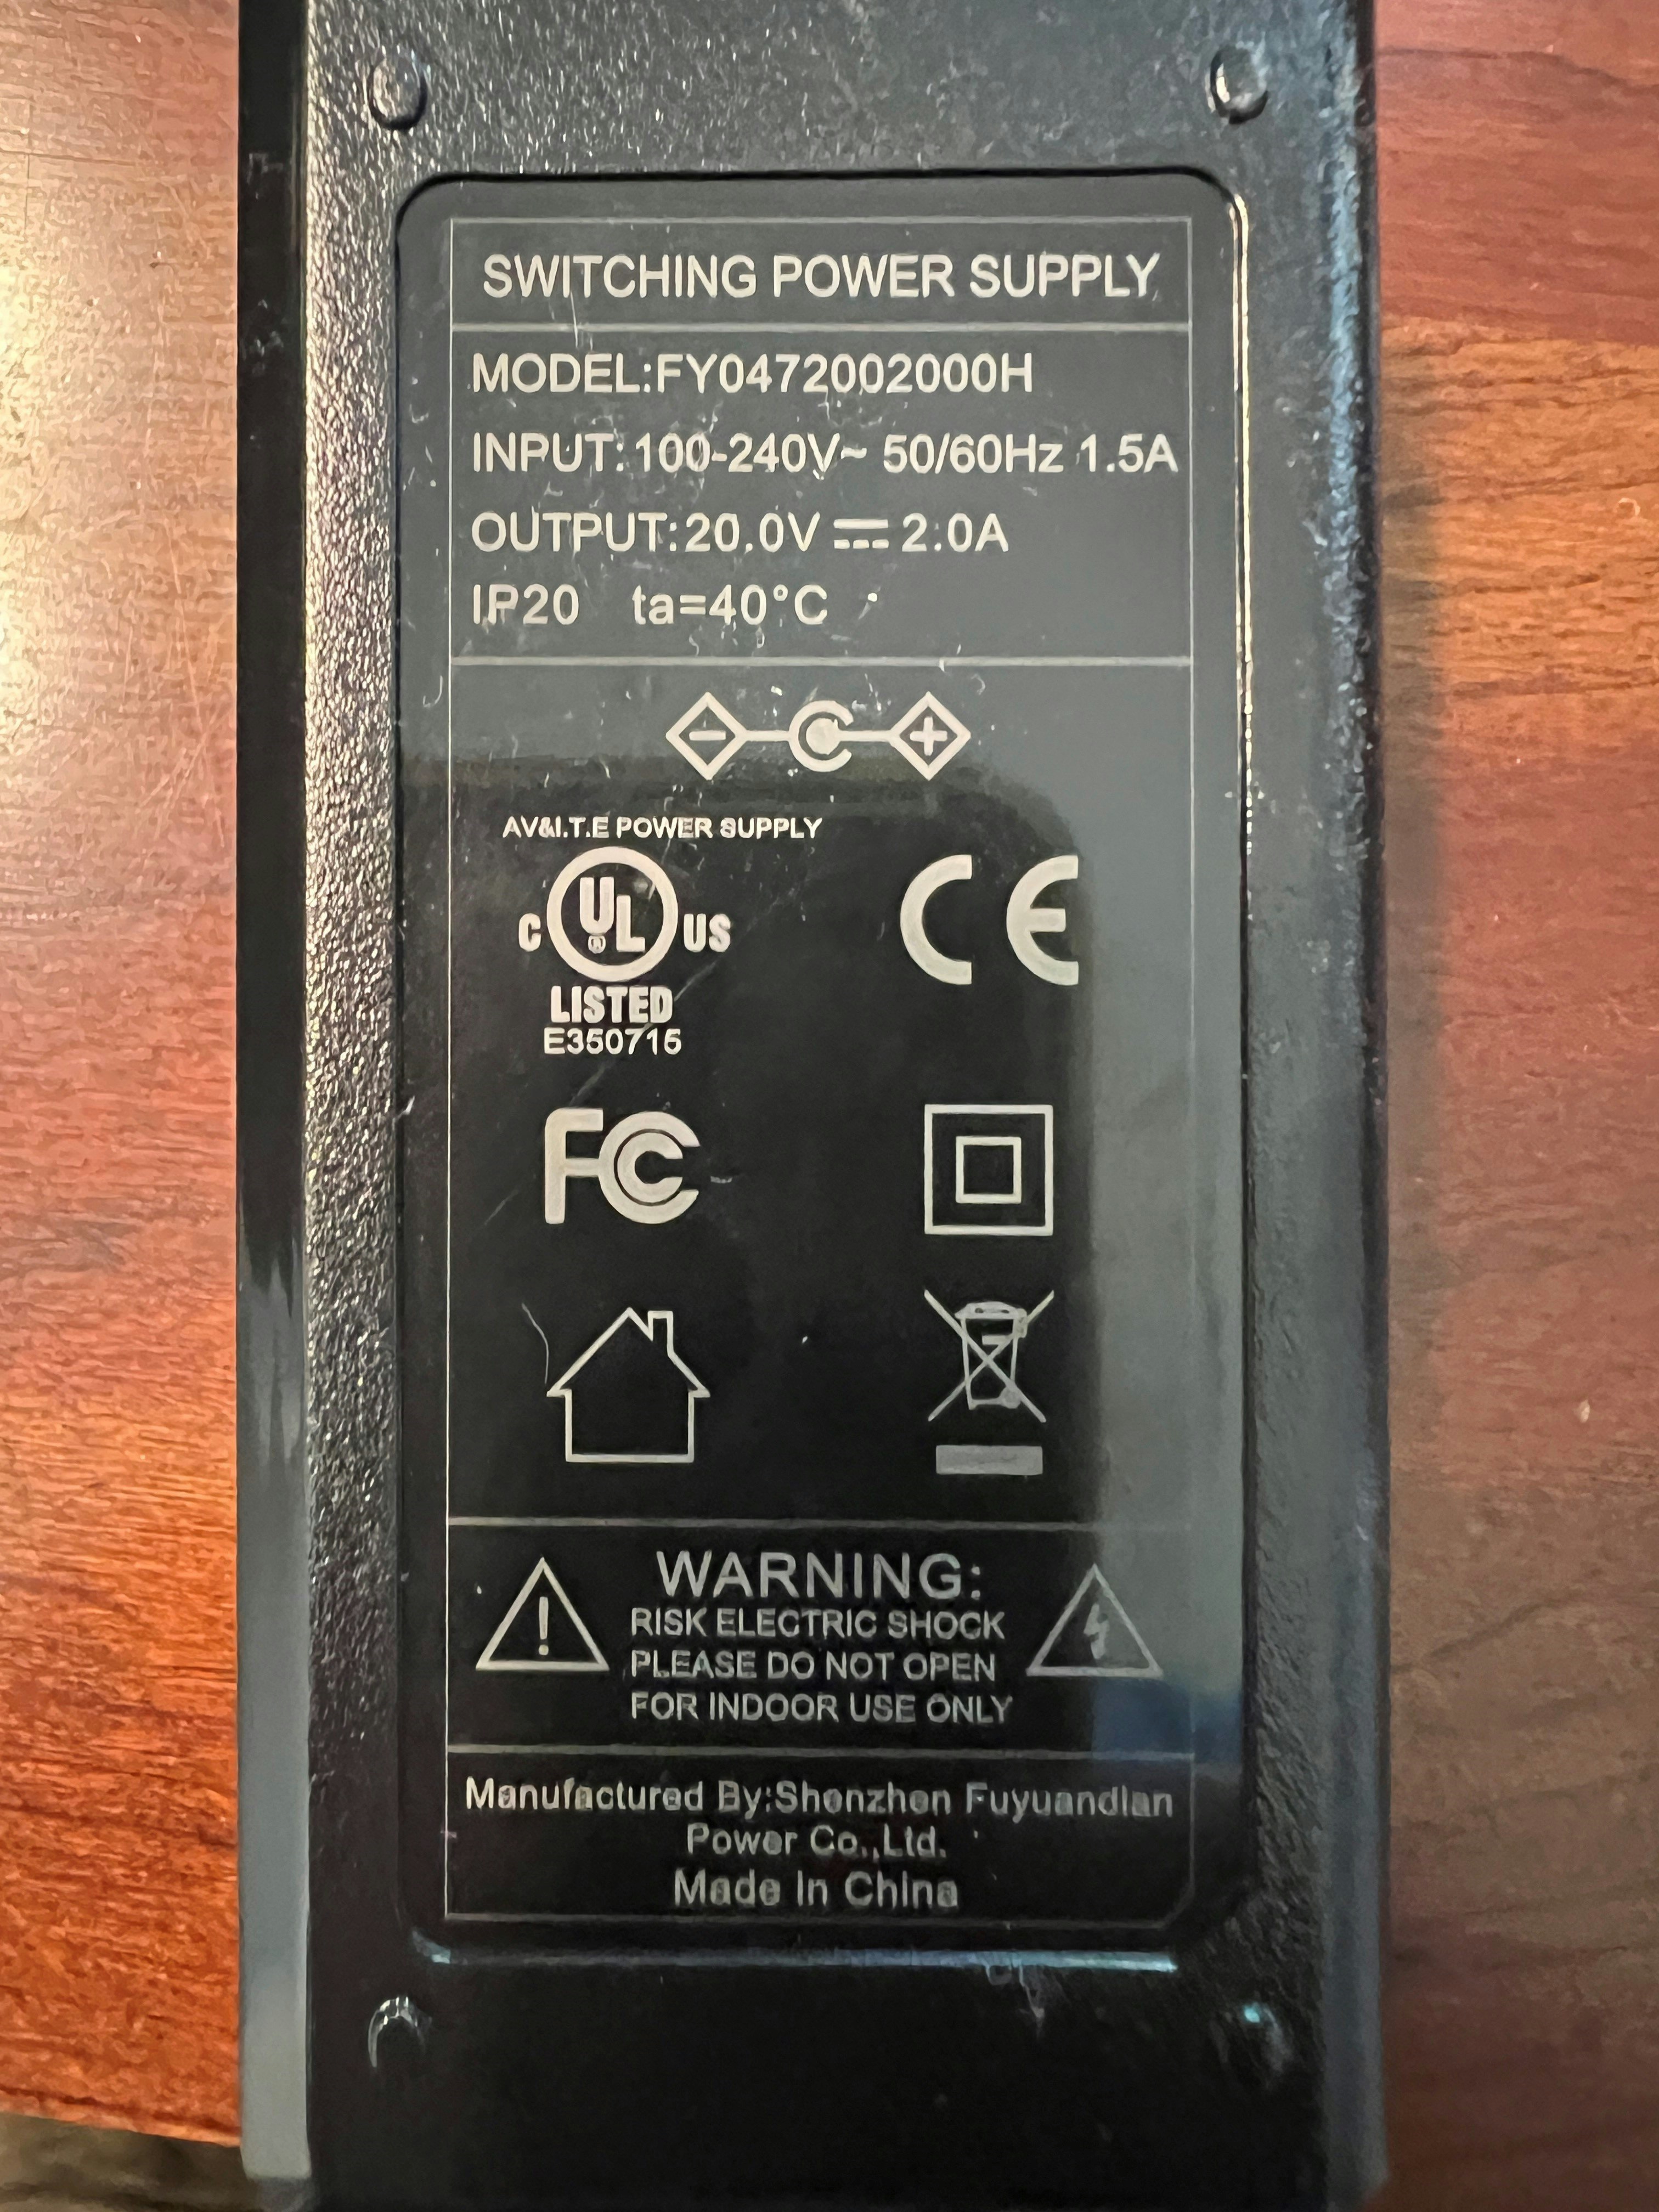 SWITCHING POWER SUPPLY
MODEL:FY0472002000H
INPUT:100-240V~ 50/60Hz 1.5A
OUTPUT:20.0V ⎓ 2.0A
IP20 ta=40°C
AV&I.T.E POWER SUPPLY
C UL® US
LISTED
E350715
CE
FC
WARNING:
RISK ELECTRIC SHOCK
PLEASE DO NOT OPEN
FOR INDOOR USE ONLY
Manufactured By:Shenzhen Fuyuandian
Power Co.,Ltd.
Made In China